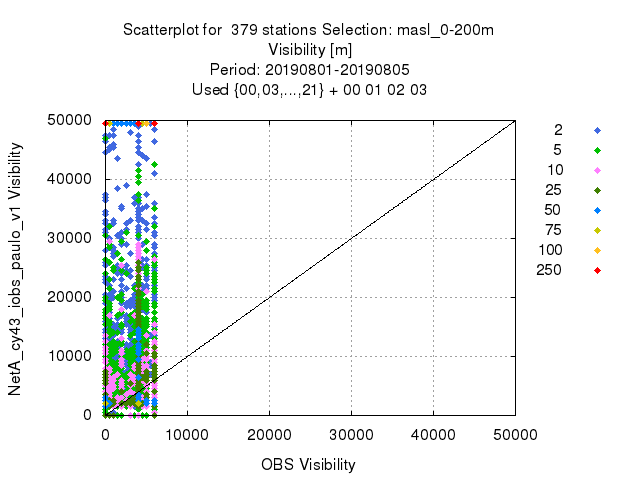 Scatterplot for 379 stations Selection: masl_0-200m
Visibility [m]
Period: 20190801-20190805
Used {00,03,...,21} + 00 01 02 03
NetA_cy43_iobs_paulo_v1 Visibility
50000
40000
30000
20000
10000
0
0 10000 20000 30000 40000 50000
OBS Visibility
2
5
10
25
50
75
100
250